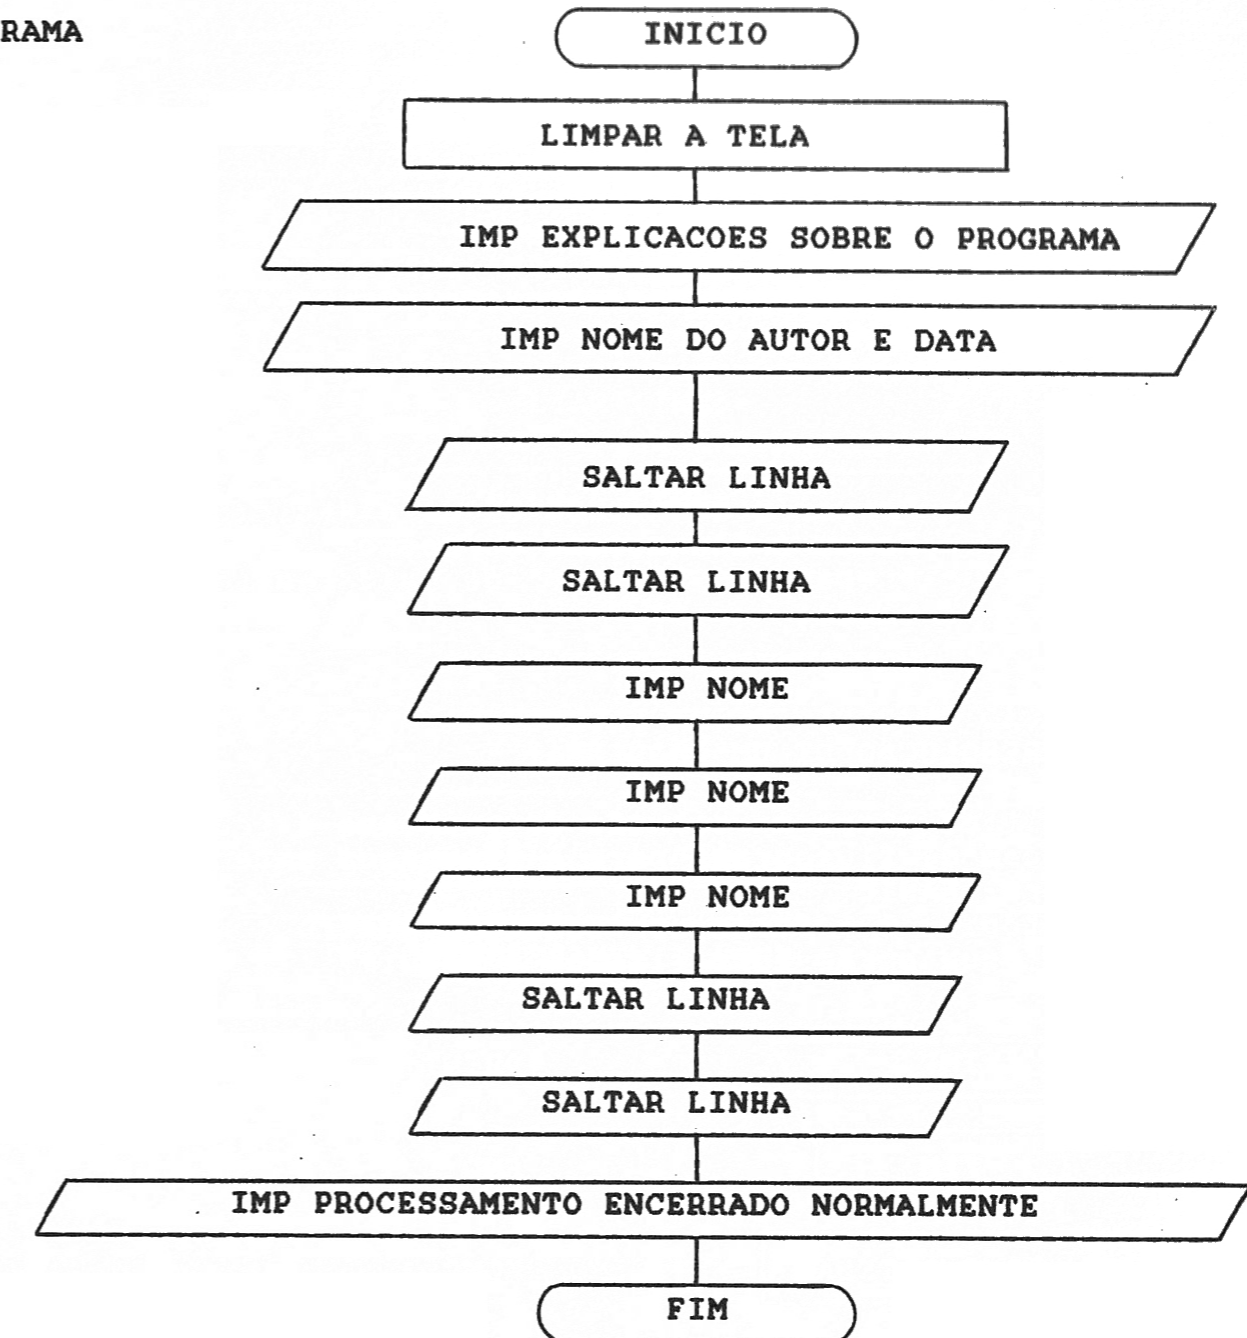 RAMA
INICIO
LIMPAR A TELA
IMP EXPLICACOES SOBRE O PROGRAMA
IMP NOME DO AUTOR E DATA
SALTAR LINHA
SALTAR LINHA
IMP NOME
IMP NOME
IMP NOME
SALTAR LINHA
SALTAR LINHA
IMP PROCESSAMENTO ENCERRADO NORMALMENTE
FIM